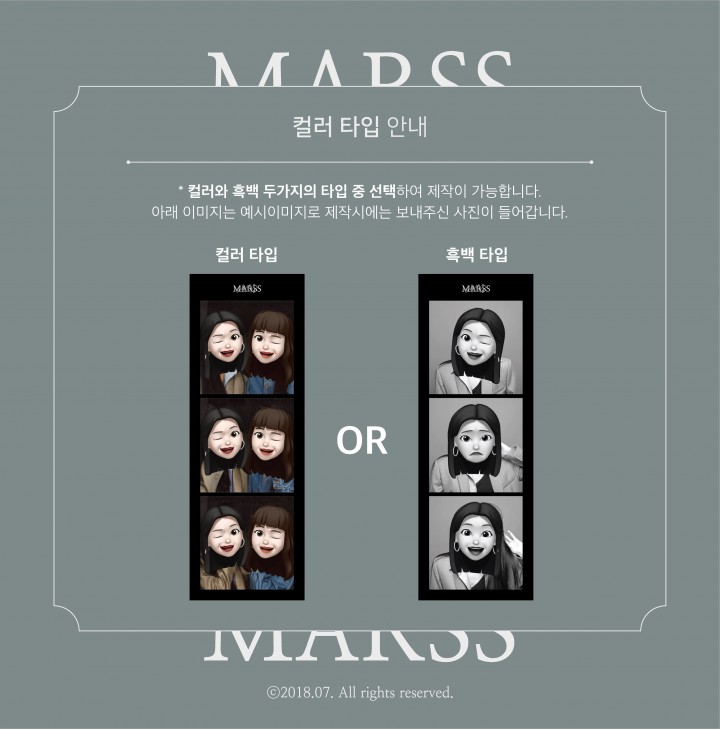 MARSS
컬러 타입 안내
* 컬러와 흑백 두가지의 타입 중 선택하여 제작이 가능합니다.
아래 이미지는 예시이미지로 제작시에는 보내주신 사진이 들어갑니다.
컬러 타입
흑백 타입
MARSS
MARSS
OR
MARSS
ⓒ2018.07. All rights reserved.